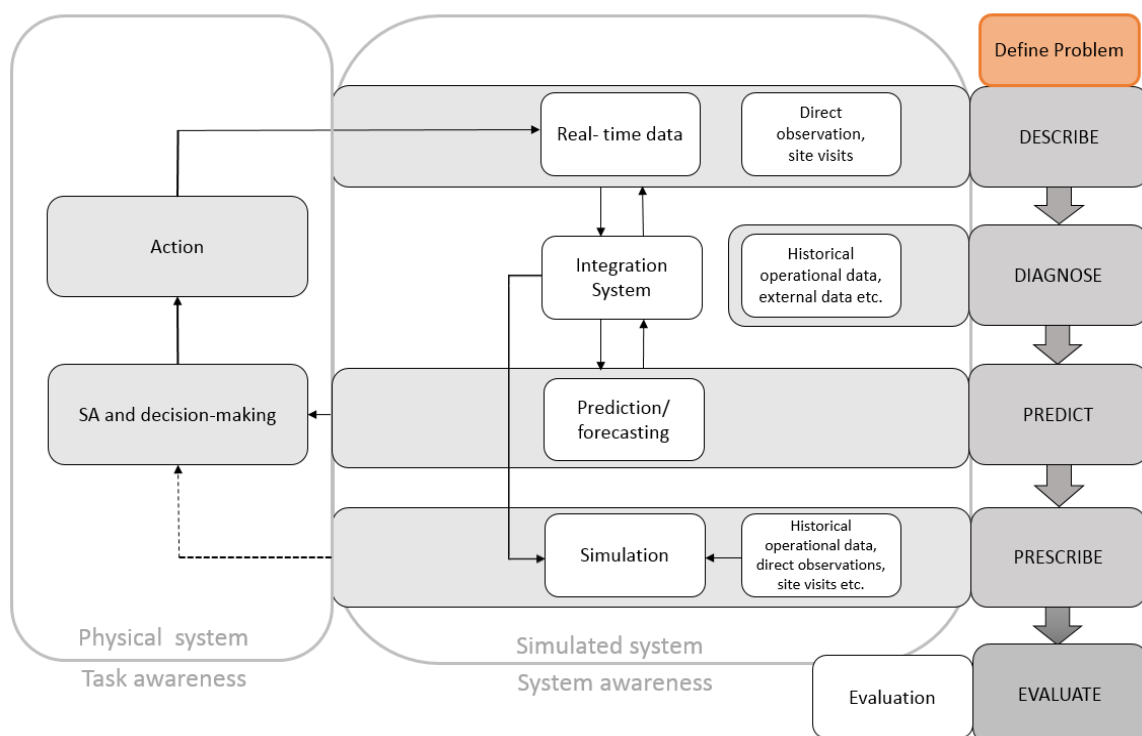 Define Problem
Real- time data
Direct
observation,
site visits
DESCRIBE
Action
Integration
System
Historical
operational data,
external data etc.
DIAGNOSE
SA and decision-making
Prediction/
forecasting
PREDICT
Simulation
Historical
operational data,
direct observations,
site visits etc.
PRESCRIBE
Physical system
Task awareness
Simulated system
System awareness
Evaluation
EVALUATE